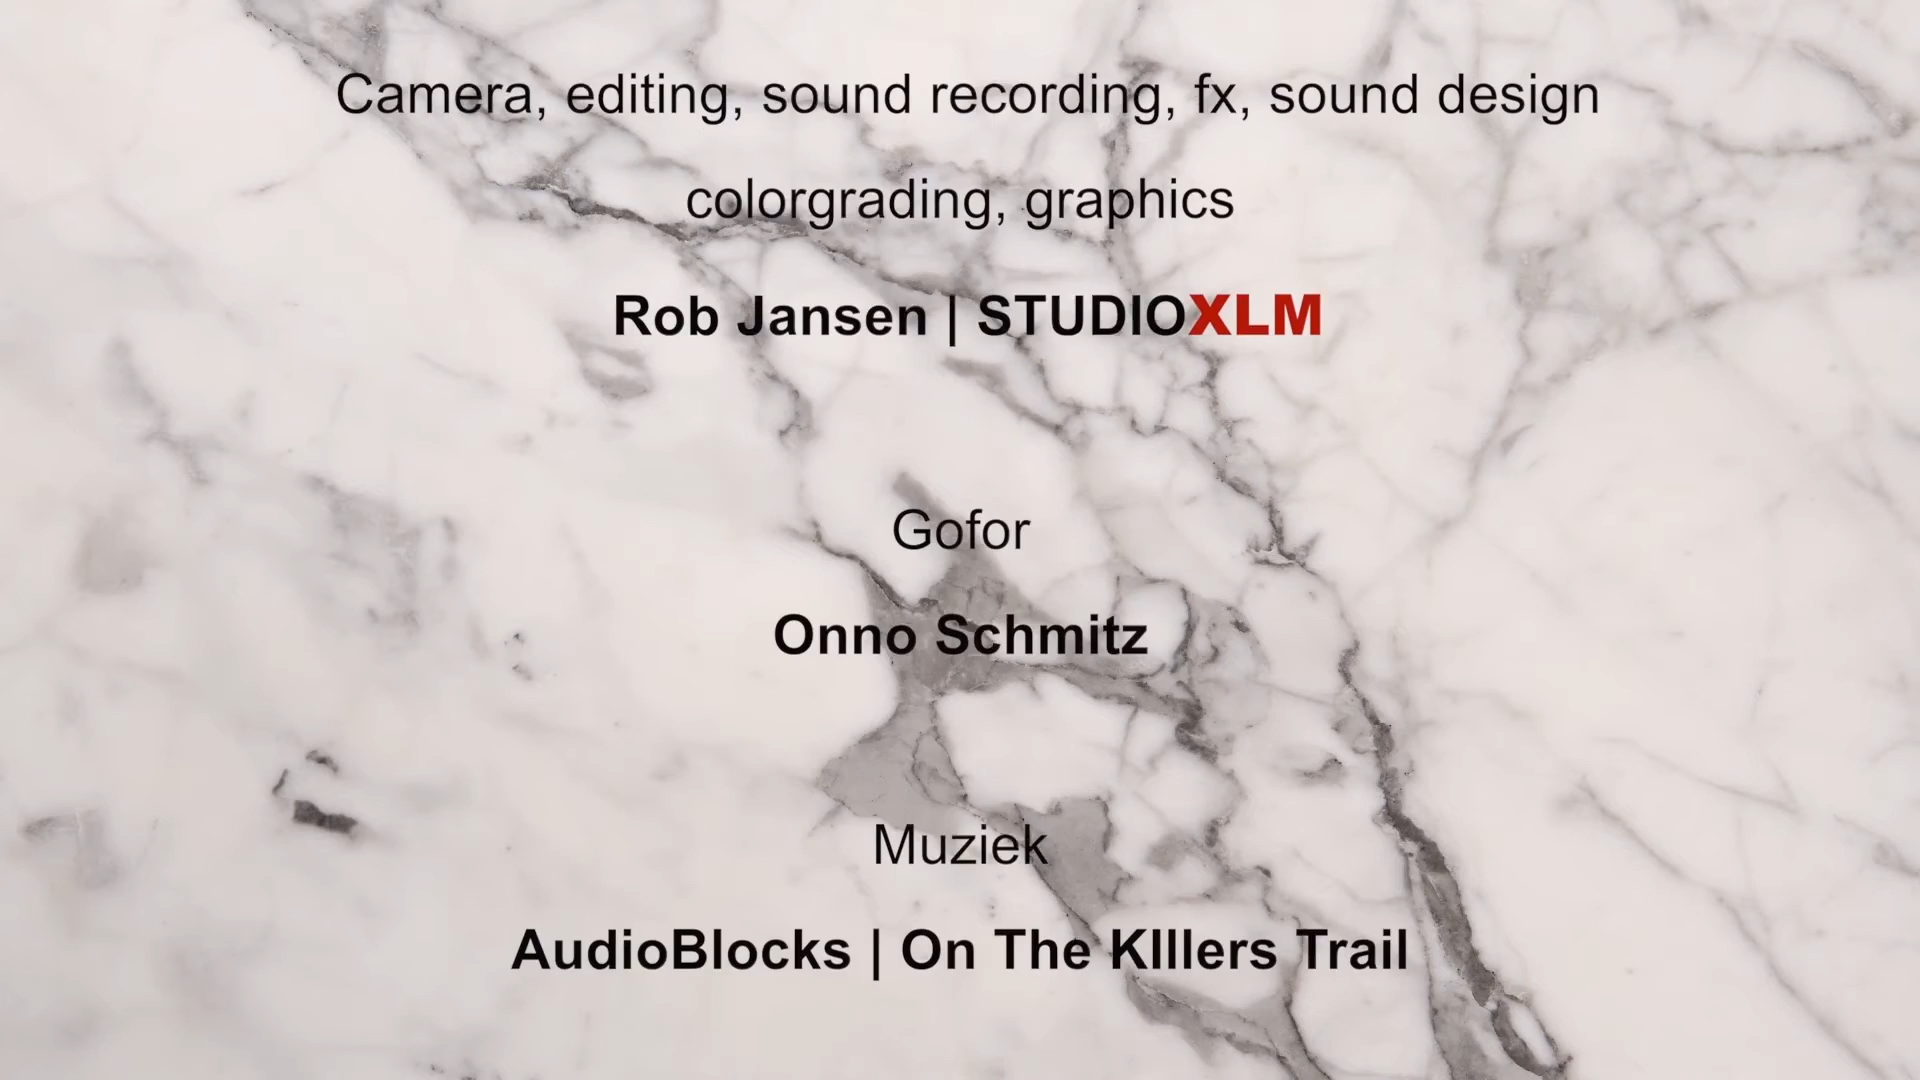 Camera, editing, sound recording, fx, sound design
colorgrading, graphics
Rob Jansen | STUDIOXLM
Gofor
Onno Schmitz
Muziek
AudioBlocks | On The KIllers Trail